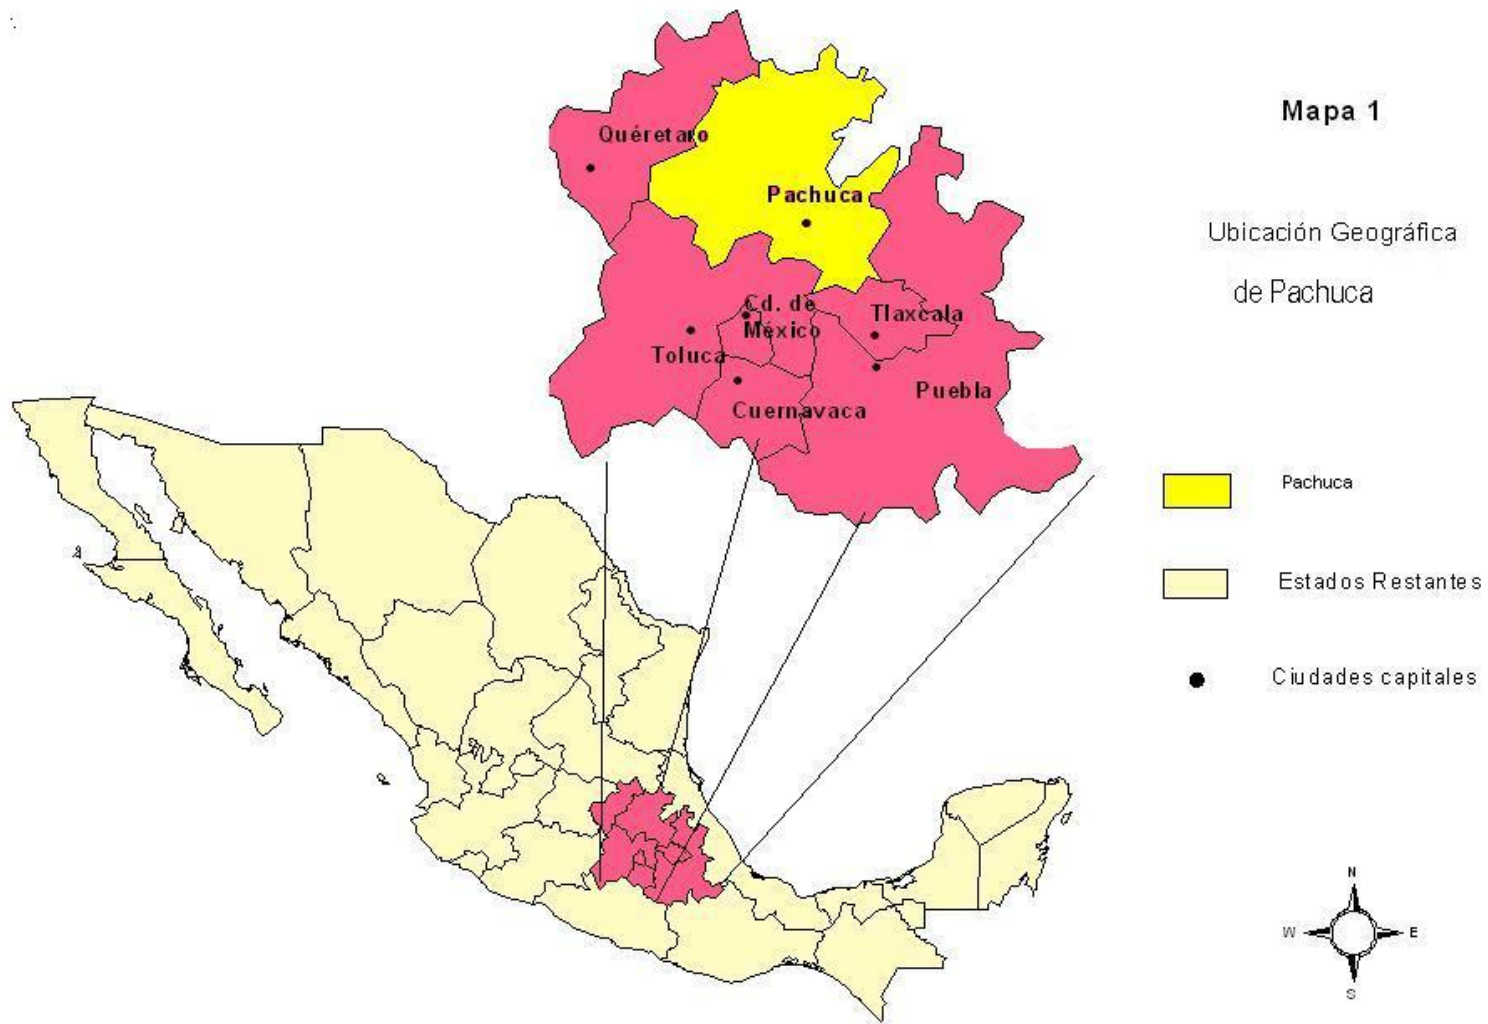 Mapa 1
Quéretaro
Pachuca
Ubicación Geográfica
de Pachuca
Cd. de
México
Tlaxcala
Toluca
Puebla
Cuernavaca
Pachuca
Estados Restantes
Ciudades capitales
N
W
E
S